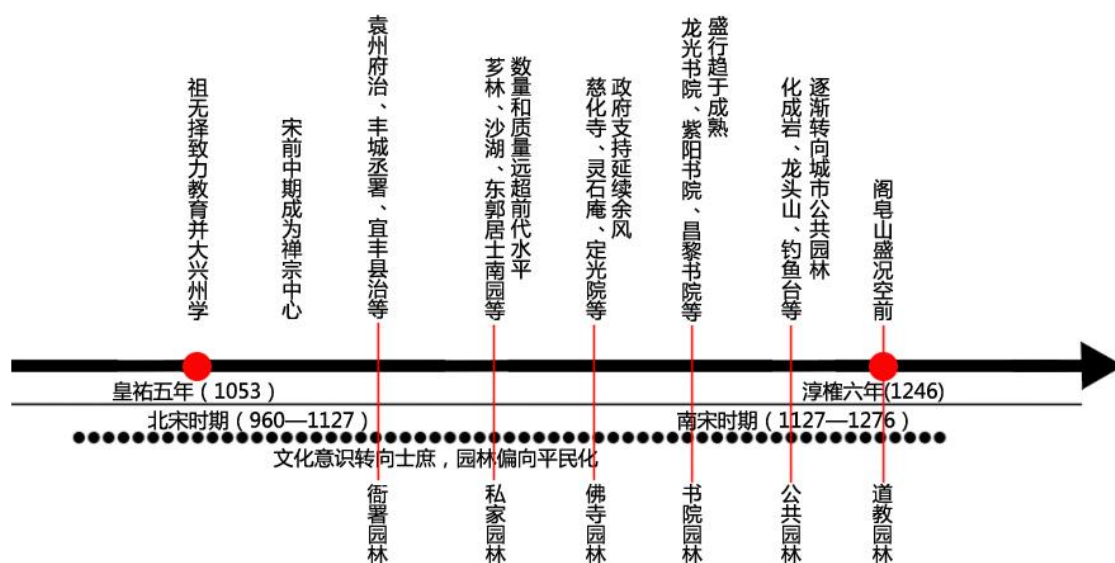 祖无择致力教育并大兴州学
宋前中期成为禅宗中心
袁州府治、丰城丞署、宜丰县治等
数量和质量远超前代水平
芗林、沙湖、东郭居士南园等
政府支持延续余风
慈化寺、灵石庵、定光院等
盛行趋于成熟
龙光书院、紫阳书院、昌黎书院等
逐渐转向城市公共园林
化成岩、龙头山、钓鱼台等
阁皂山盛况空前
皇祐五年（1053）
淳榷六年(1246)
北宋时期（960—1127）
南宋时期（1127—1276）
文化意识转向士庶，园林偏向平民化
衙署园林
私家园林
佛寺园林
书院园林
公共园林
道教园林